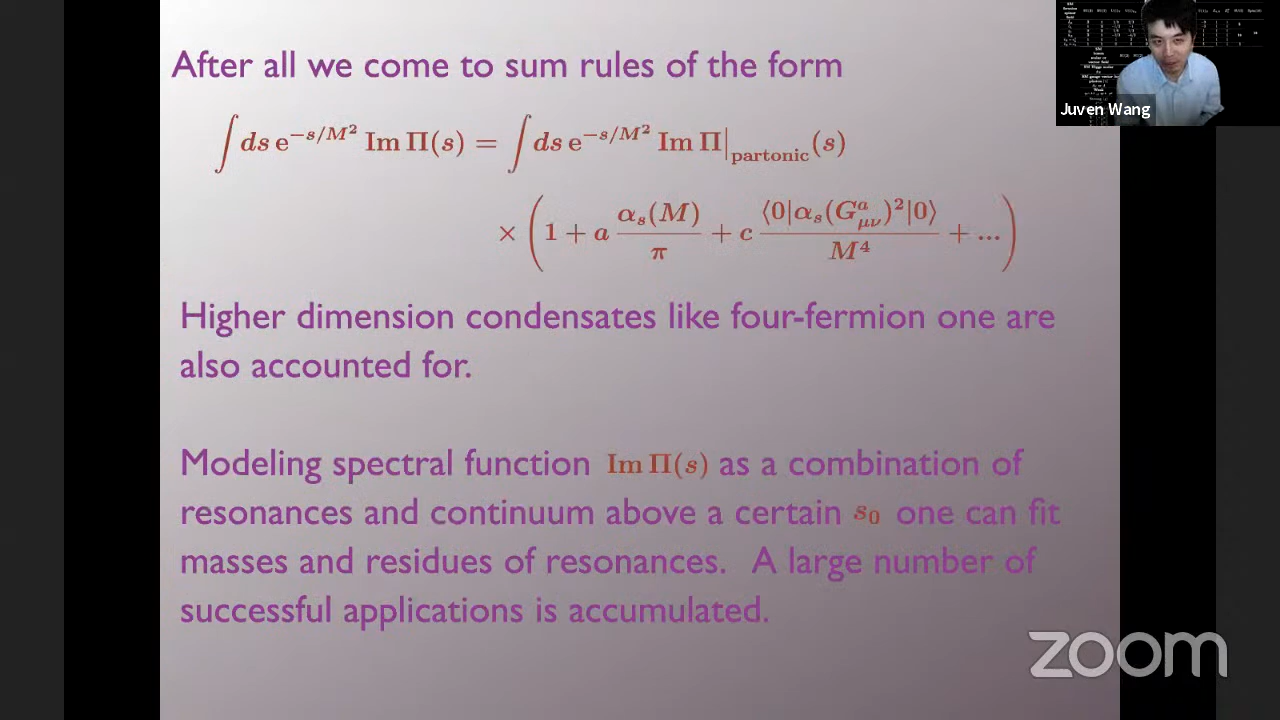 After all we come to sum rules of the form
∫ds e^{−s/M²} Im Π(s) = ∫ds e^{−s/M²} Im Π|_{partonic}(s)
× (1 + a α_s(M)/π + c ⟨0|α_s(G^a_{μν})²|0⟩/M⁴ + ...)
Higher dimension condensates like four-fermion one are
also accounted for.
Modeling spectral function Im Π(s) as a combination of
resonances and continuum above a certain s₀ one can fit
masses and residues of resonances. A large number of
successful applications is accumulated.
Juven Wang
zoom